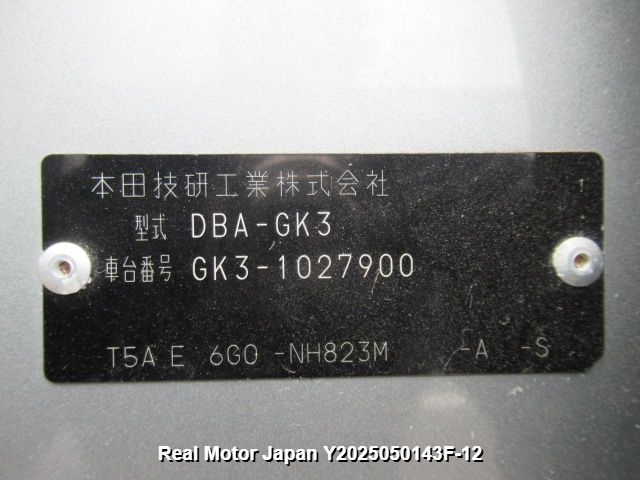 本田技研工業株式会社
型式 DBA-GK3
車台番号 GK3-1027900
T5A E 6G0 -NH823M -A -S
Real Motor Japan Y2025050143F-12